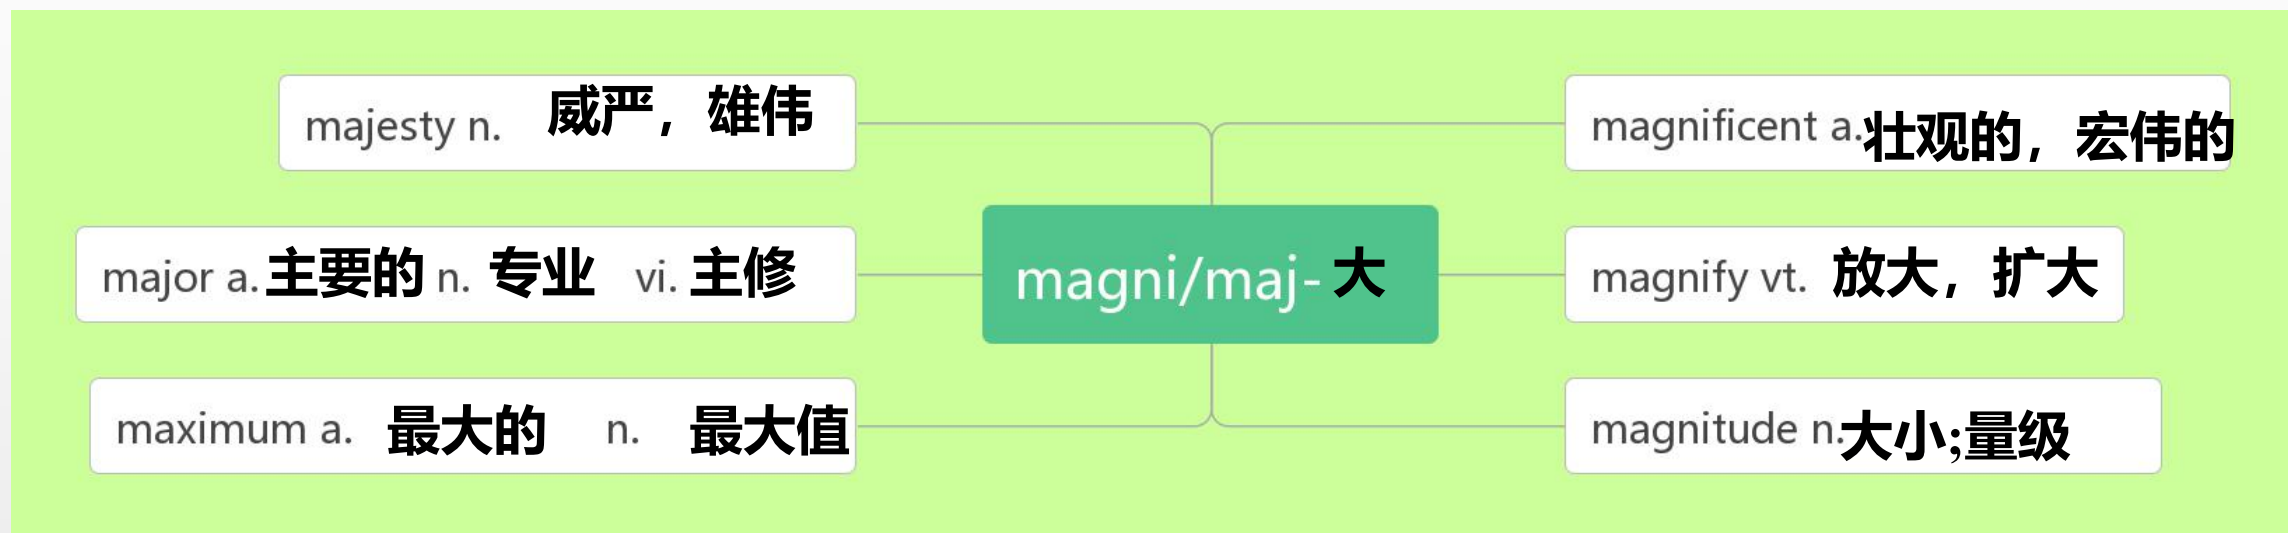 majesty n. 威严，雄伟
major a. 主要的 n. 专业 vi. 主修
maximum a. 最大的 n. 最大值
magni/maj- 大
magnificent a. 壮观的，宏伟的
magnify vt. 放大，扩大
magnitude n. 大小;量级